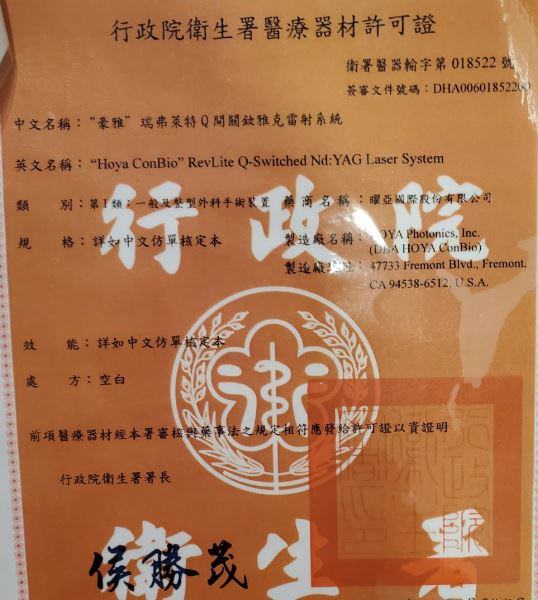 行政院衛生署醫療器材許可證
衛署醫器輸字第 018522 號
簽審文件號碼：DHA00601852200
中文名稱：“豪雅”瑞弗萊特Q開關釹雅克雷射系統
英文名稱：“Hoya ConBio” RevLite Q-Switched Nd:YAG Laser System
類　別：第I類；一般及整型外科手術裝置　藥商名稱：曜亞國際股份有限公司
規　格：詳如中文仿單核定本　製造廠名稱：HOYA Photonics, Inc.
(DBA HOYA ConBio)
製造廠地址：47733 Fremont Blvd., Fremont,
CA 94538-6512, U.S.A.
行政院
效　能：詳如中文仿單核定本
處　方：空白
前項醫療器材經本署審核與藥事法之規定相符應發給許可證以資證明
行政院衛生署署長
侯勝茂
衛生署